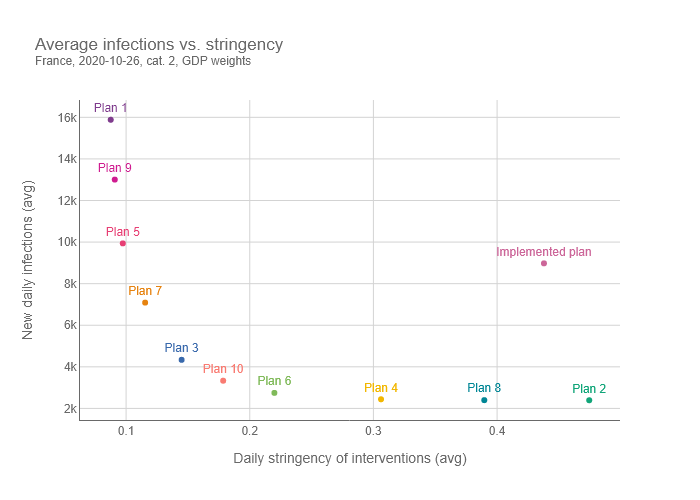 Average infections vs. stringency
France, 2020-10-26, cat. 2, GDP weights
New daily infections (avg)
16k
14k
12k
10k
8k
6k
4k
2k
Plan 1
Plan 9
Plan 5
Implemented plan
Plan 7
Plan 3
Plan 10
Plan 6
Plan 4
Plan 8
Plan 2
0.1
0.2
0.3
0.4
Daily stringency of interventions (avg)